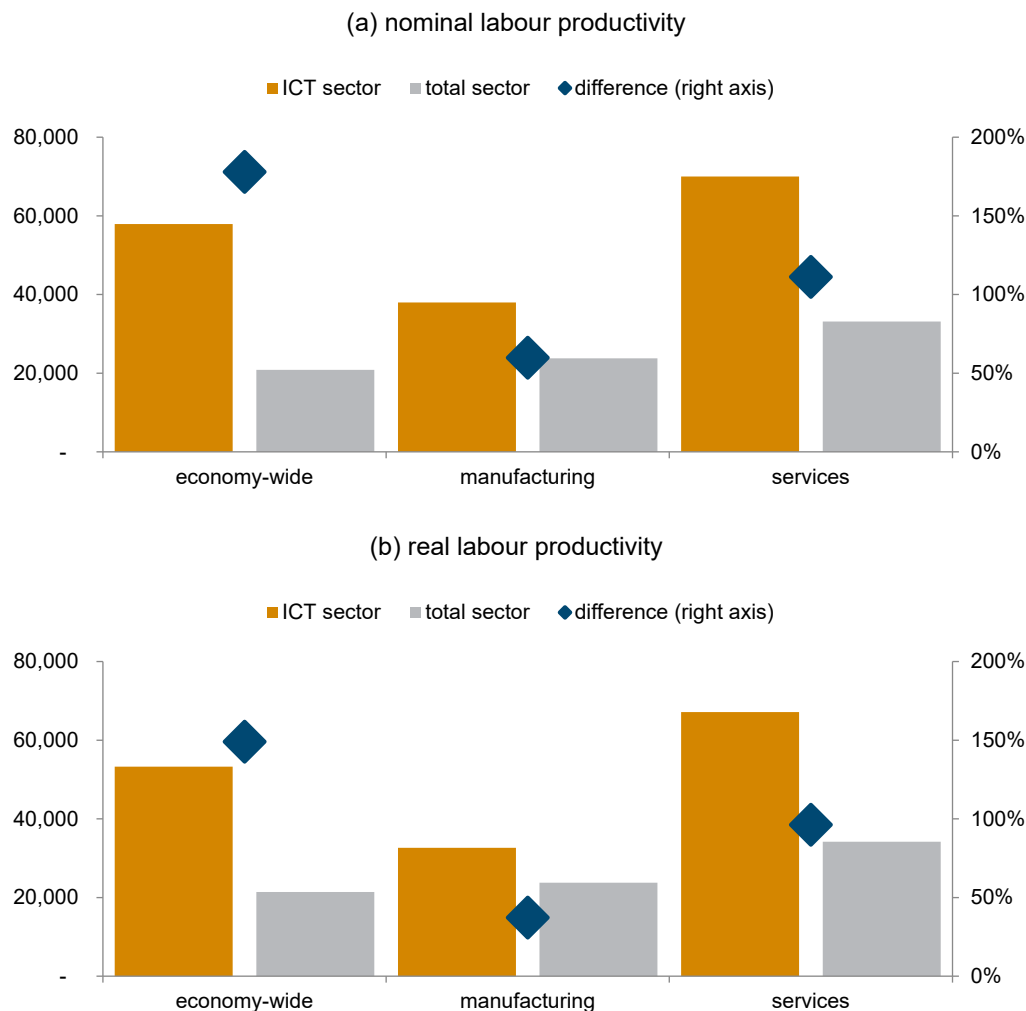 (a) nominal labour productivity
ICT sector total sector difference (right axis)
80,000 200%
60,000 150%
40,000 100%
20,000 50%
- 0%
economy-wide manufacturing services
(b) real labour productivity
ICT sector total sector difference (right axis)
80,000 200%
60,000 150%
40,000 100%
20,000 50%
- 0%
economy-wide manufacturing services